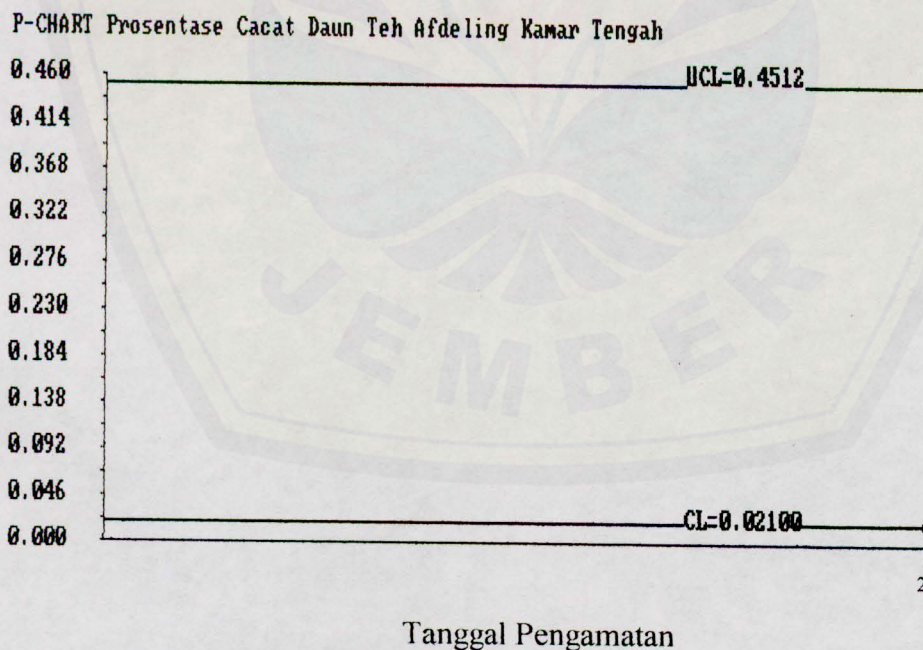 P-CHART Prosentase Cacat Daun Teh Afdeling Kamar Tengah
0.460
UCL=0.4512
0.414
0.368
0.322
0.276
0.230
0.184
0.138
0.092
0.046
CL=0.02100
0.000
2
Tanggal Pengamatan
JEMBER